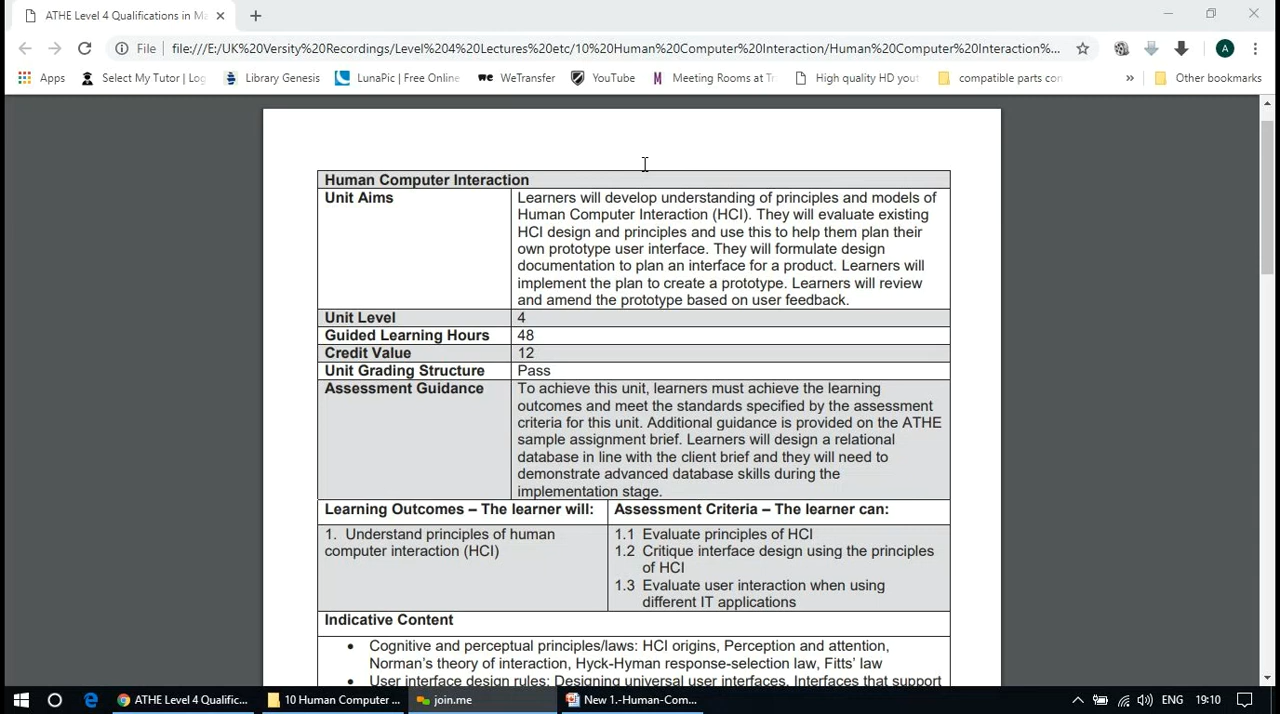 ATHE Level 4 Qualifications in Ma
File | file:///E:/UK%20Versity%20Recordings/Level%204%20Lectures%20etc/10%20Human%20Computer%20Interaction/Human%20Computer%20Interaction%...
A
Apps Select My Tutor | Log Library Genesis LunaPic | Free Online WeTransfer YouTube Meeting Rooms at Tr High quality HD yout compatible parts.com » Other bookmarks
Human Computer Interaction
Unit Aims
Learners will develop understanding of principles and models of
Human Computer Interaction (HCI). They will evaluate existing
HCI design and principles and use this to help them plan their
own prototype user interface. They will formulate design
documentation to plan an interface for a product. Learners will
implement the plan to create a prototype. Learners will review
and amend the prototype based on user feedback.
Unit Level 4
Guided Learning Hours 48
Credit Value 12
Unit Grading Structure Pass
Assessment Guidance
To achieve this unit, learners must achieve the learning
outcomes and meet the standards specified by the assessment
criteria for this unit. Additional guidance is provided on the ATHE
sample assignment brief. Learners will design a relational
database in line with the client brief and they will need to
demonstrate advanced database skills during the
implementation stage.
Learning Outcomes – The learner will: Assessment Criteria – The learner can:
1. Understand principles of human
computer interaction (HCI)
1.1 Evaluate principles of HCI
1.2 Critique interface design using the principles
of HCI
1.3 Evaluate user interaction when using
different IT applications
Indicative Content
• Cognitive and perceptual principles/laws: HCI origins, Perception and attention,
Norman's theory of interaction, Hyck-Hyman response-selection law, Fitts' law
• User interface design rules: Designing universal user interfaces, Interfaces that support
ATHE Level 4 Qualific... 10 Human Computer ... join.me New 1.-Human-Com... ENG 19:10